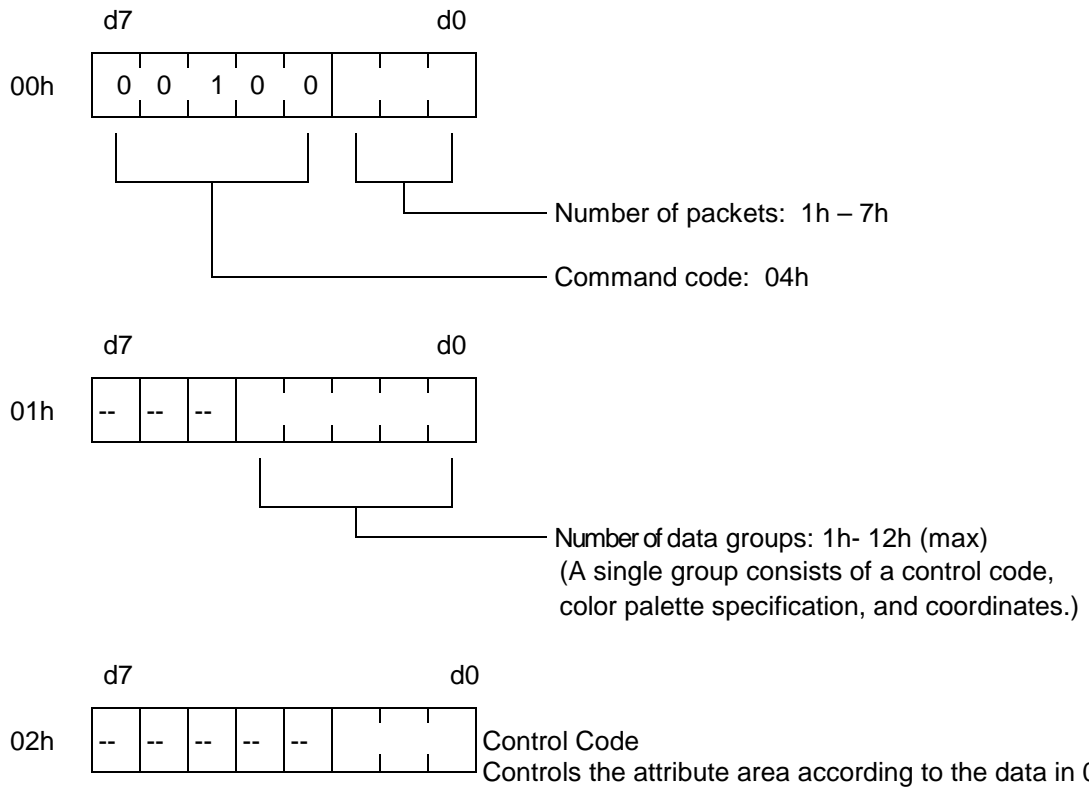 d7 d0
00h 0 0 1 0 0
Number of packets: 1h – 7h
Command code: 04h
d7 d0
01h -- -- --
Number of data groups: 1h- 12h (max)
(A single group consists of a control code,
color palette specification, and coordinates.)
d7 d0
02h -- -- -- -- -- Control Code
Controls the attribute area according to the data in